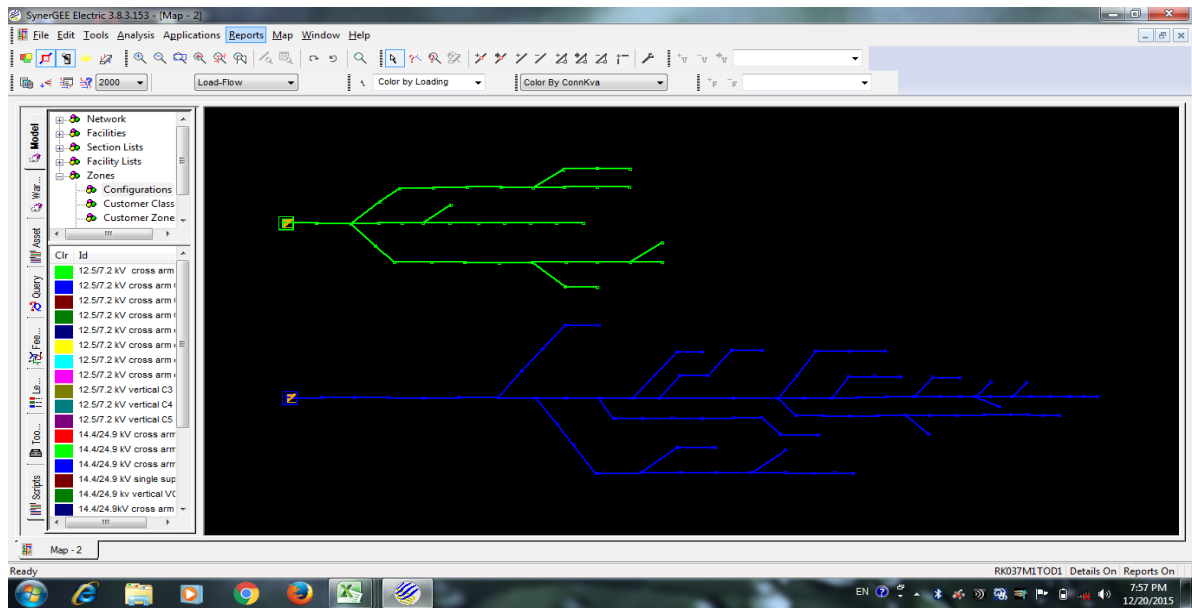 SynerGEE Electric 3.8.3.153 - [Map - 2]
File Edit Tools Analysis Applications Reports Map Window Help
2000 Load-Flow Color by Loading Color By ConnKva
Model
War...
Asset
Query
Fee...
Le...
Too...
Scripts
Network
Facilities
Section Lists
Facility Lists
Zones
Configurations
Customer Class
Customer Zone
Clr Id
12.5/7.2 kV cross arm
12.5/7.2 kV cross arm
12.5/7.2 kV cross arm
12.5/7.2 kV cross arm
12.5/7.2 kV cross arm
12.5/7.2 kV cross arm
12.5/7.2 kV cross arm
12.5/7.2 kV cross arm
12.5/7.2 kV vertical C3
12.5/7.2 kV vertical C4
12.5/7.2 kV vertical C5
14.4/24.9 kV cross arm
14.4/24.9 kV cross arm
14.4/24.9 kV cross arm
14.4/24.9 kV single sup
14.4/24.9 kv vertical VC
14.4/24.9kV cross arm
Map - 2
Ready RK037M1TOD1 Details On Reports On
EN 7:57 PM
12/20/2015